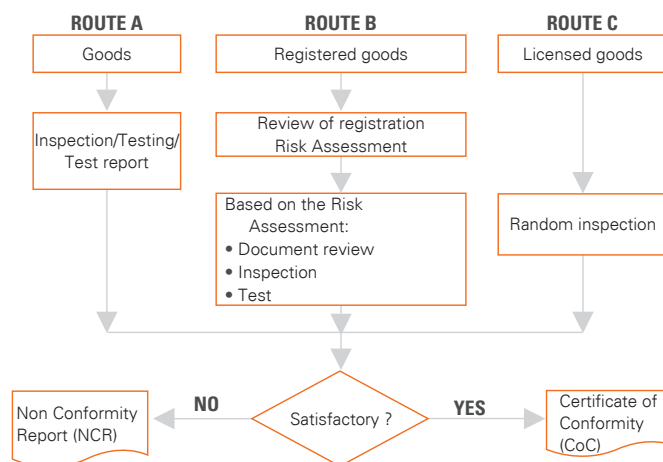 ROUTE A
ROUTE B
ROUTE C
Goods
Registered goods
Licensed goods
Inspection/Testing/
Test report
Review of registration
Risk Assessment
Based on the Risk
Assessment:
• Document review
• Inspection
• Test
Random inspection
NO
Satisfactory ?
YES
Non Conformity
Report (NCR)
Certificate of
Conformity
(CoC)